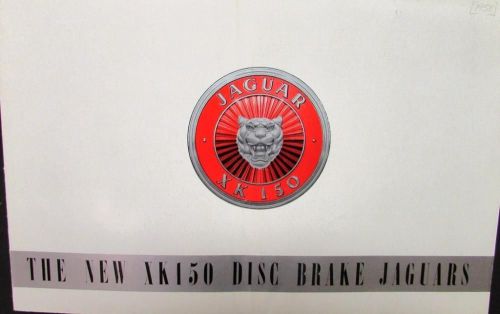 JAGUAR
XK 150
THE NEW XK150 DISC BRAKE JAGUARS